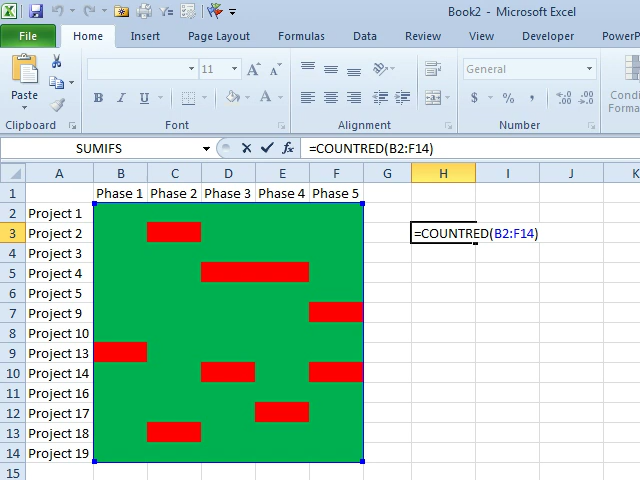 Book2 - Microsoft Excel
File Home Insert Page Layout Formulas Data Review View Developer PowerP
Paste
11
General
B I U
A A
A
$ % ,
Condi
Form
Clipboard Font Alignment Number
SUMIFS
=COUNTRED(B2:F14)
A B C D E F G H I J K
1 Phase 1 Phase 2 Phase 3 Phase 4 Phase 5
2 Project 1
3 Project 2 =COUNTRED(B2:F14)
4 Project 3
5 Project 4
6 Project 5
7 Project 9
8 Project 10
9 Project 13
10 Project 14
11 Project 16
12 Project 17
13 Project 18
14 Project 19
15